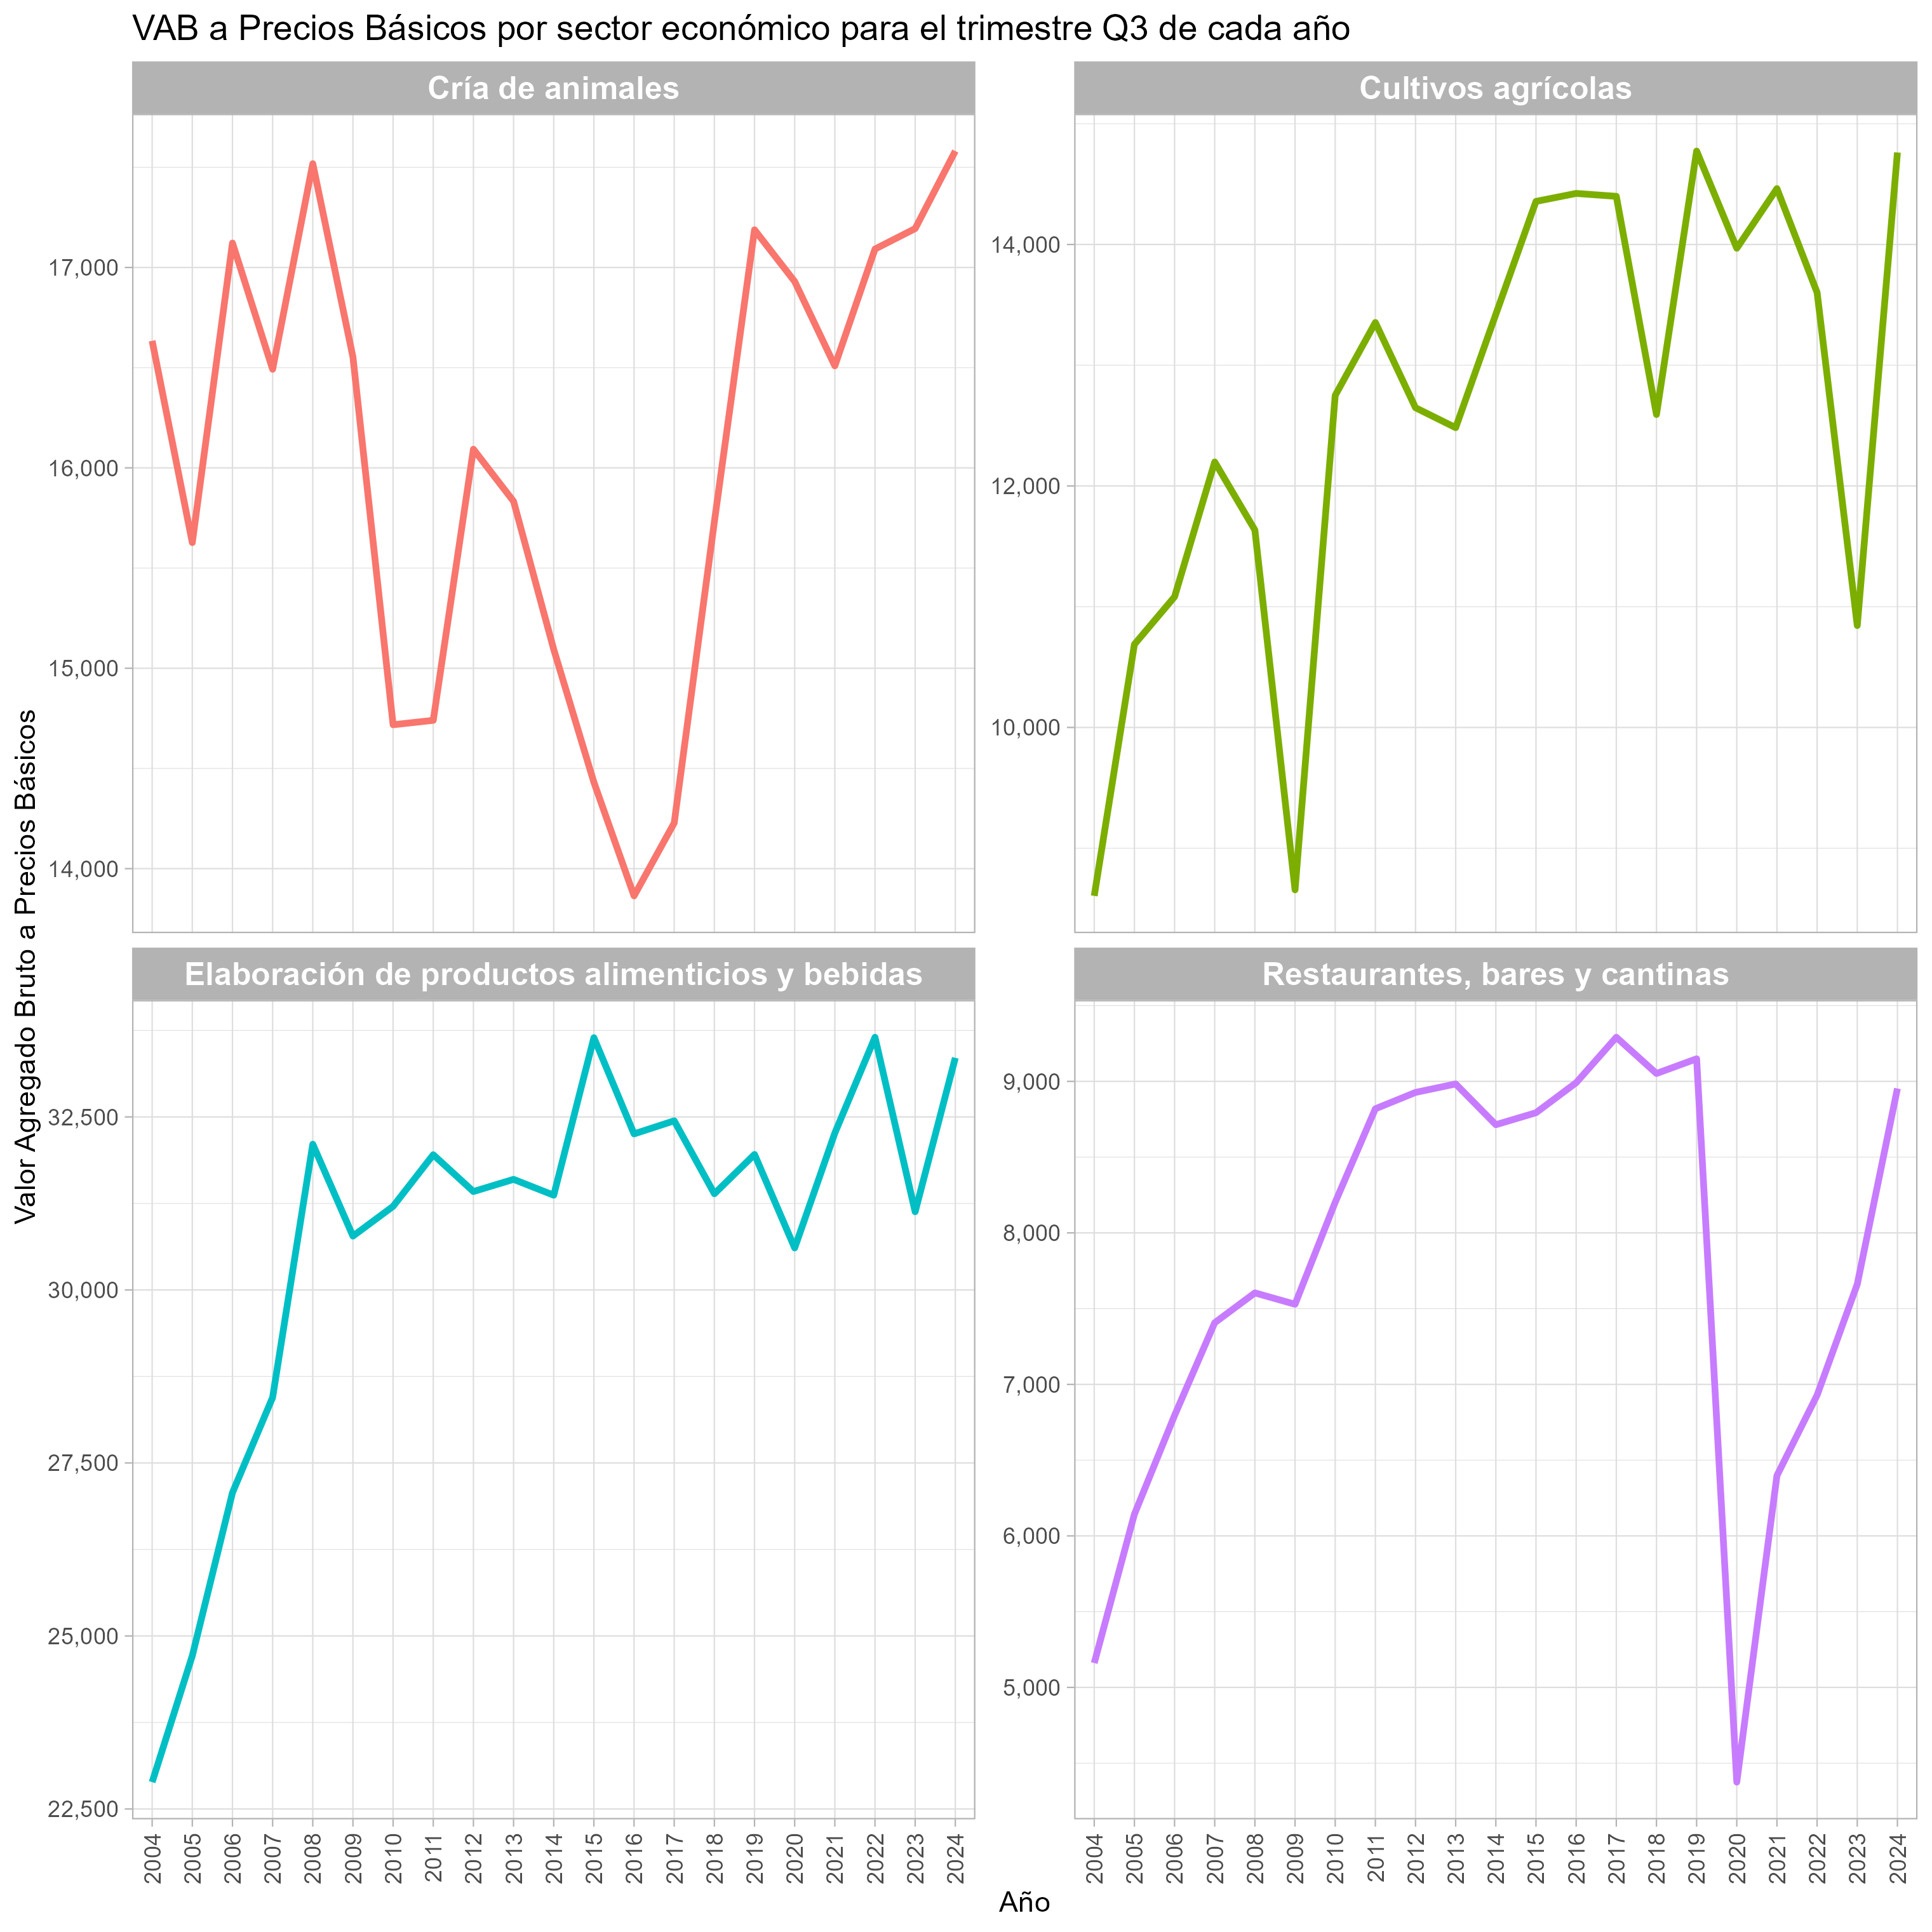 VAB a Precios Básicos por sector económico para el trimestre Q3 de cada año
Valor Agregado Bruto a Precios Básicos
Cría de animales
17,000
16,000
15,000
14,000
Cultivos agrícolas
14,000
12,000
10,000
Elaboración de productos alimenticios y bebidas
32,500
30,000
27,500
25,000
22,500
2004 2005 2006 2007 2008 2009 2010 2011 2012 2013 2014 2015 2016 2017 2018 2019 2020 2021 2022 2023 2024
Restaurantes, bares y cantinas
9,000
8,000
7,000
6,000
5,000
2004 2005 2006 2007 2008 2009 2010 2011 2012 2013 2014 2015 2016 2017 2018 2019 2020 2021 2022 2023 2024
Año